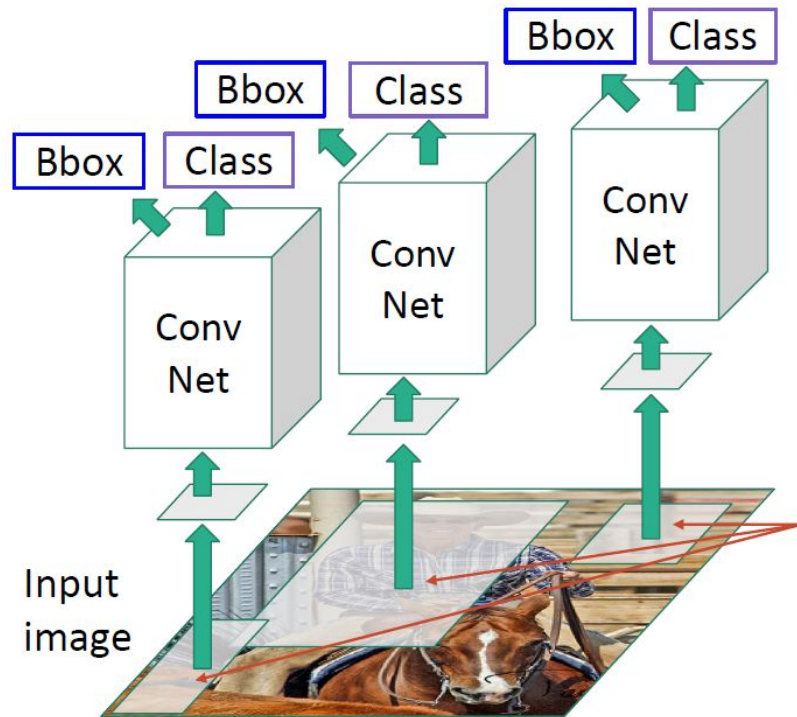 Bbox Class
Bbox Class
Bbox Class
Conv
Net
Conv
Net
Conv
Net
Input
image